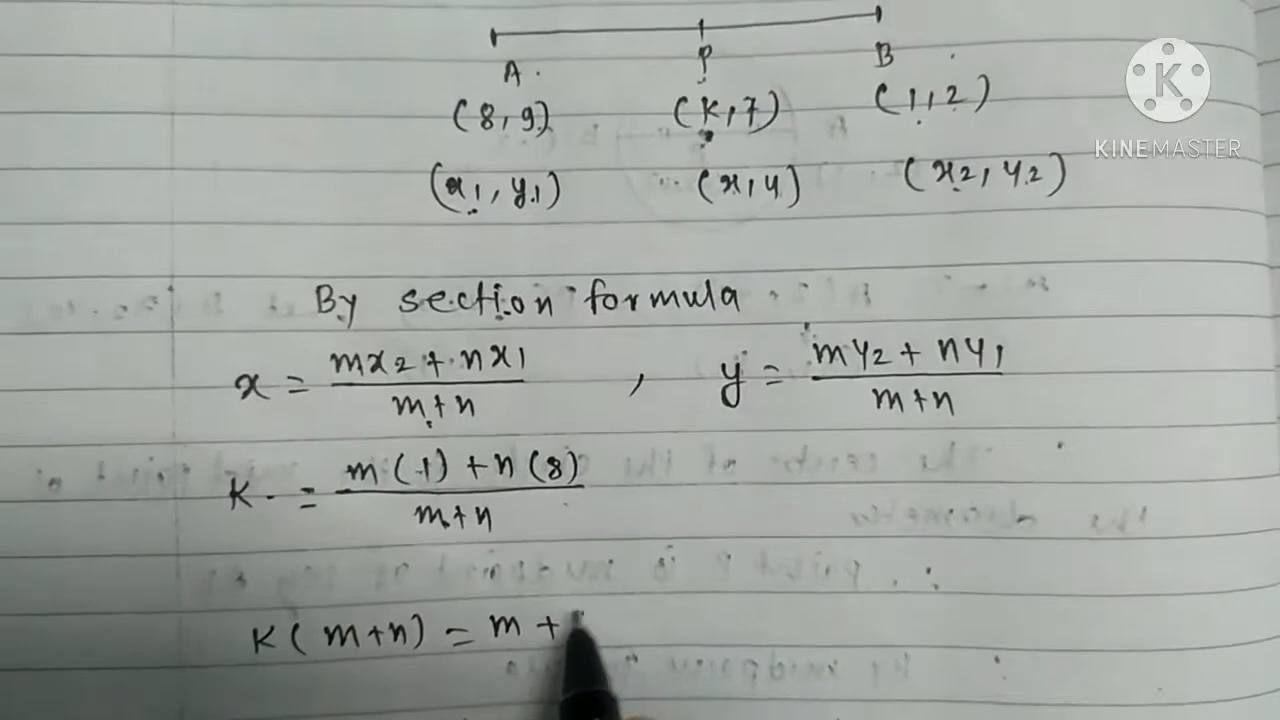 A P B
(8,9) (K,7) (1,2)
KINEMASTER
(x1, y1) (x, y) (x2, y2)
By section formula
x = mx2 + nx1 / m+n , y = my2 + ny1 / m+n
K = m(1) + n(8) / m+n
K(m+n) = m +